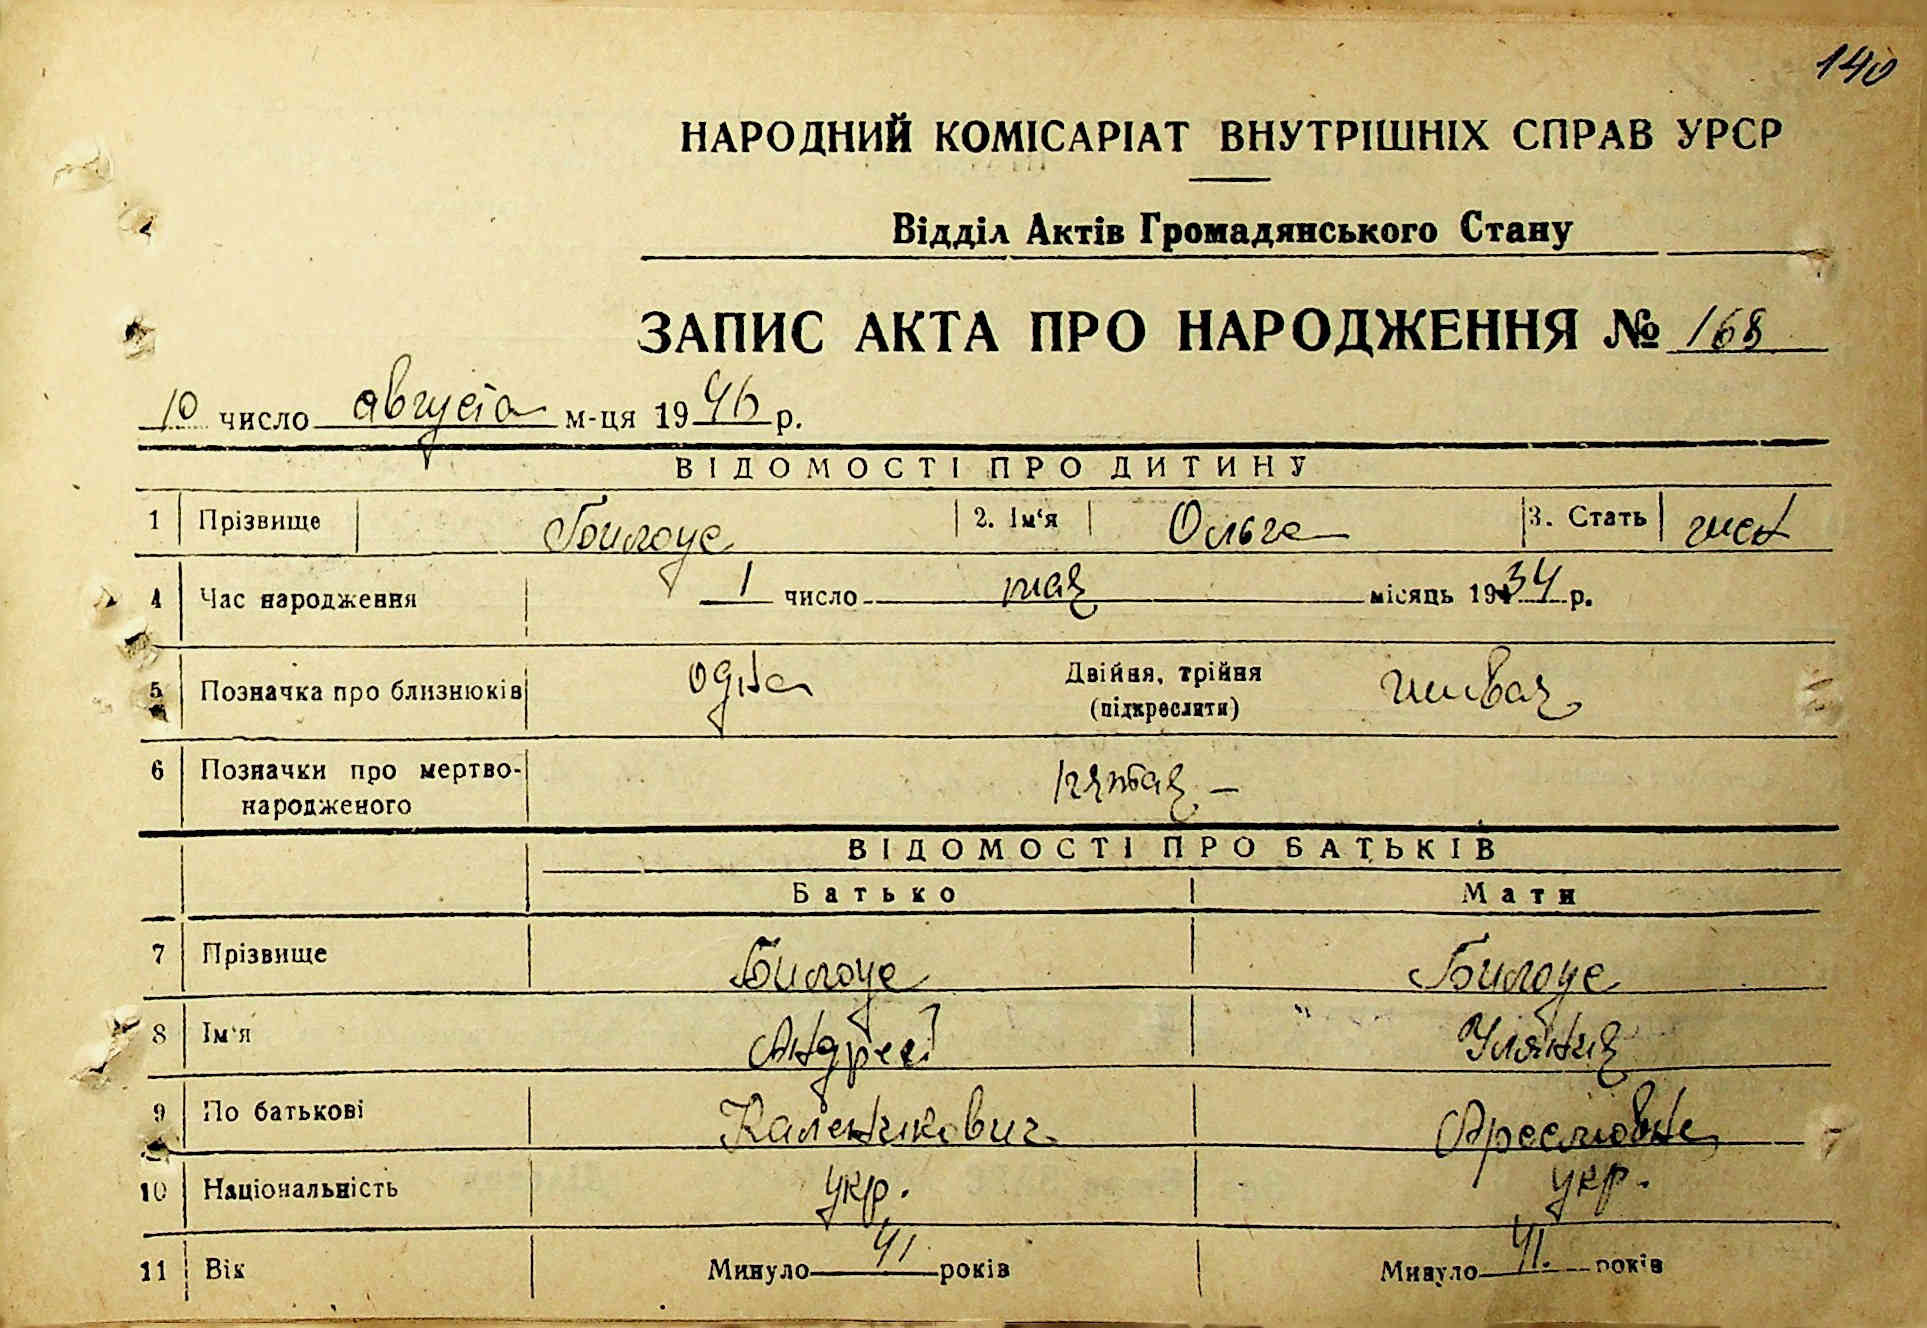 140
НАРОДНИЙ КОМІСАРІАТ ВНУТРІШНІХ СПРАВ УРСР
Відділ Актів Громадянського Стану
ЗАПИС АКТА ПРО НАРОДЖЕННЯ № 168
10 число августа м-ця 1946 р.
ВІДОМОСТІ ПРО ДИТИНУ
1 Прізвище Билоус 2. Ім'я Ольга 3. Стать жен
4 Час народження 1 число мая місяць 1934 р.
5 Позначка про близнюків одна Двійня, трійня (підкреслити) живая
6 Позначки про мертво-
народженого
ВІДОМОСТІ ПРО БАТЬКІВ
Батько Мати
7 Прізвище Билоус Билоус
8 Ім'я Андрей Уляния
9 По батькові Каленикович
10 Національність укр. укр.
11 Вік Минуло 41 років Минуло 41. років